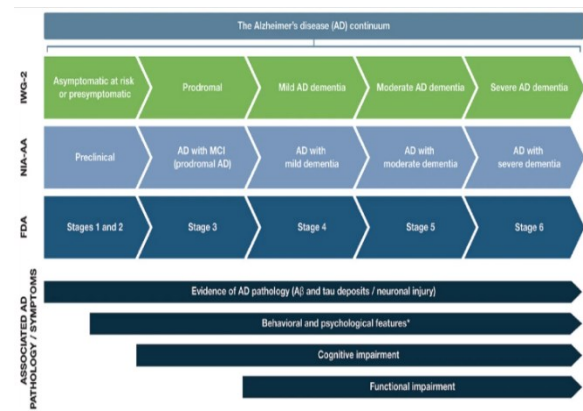 The Alzheimer's disease (AD) continuum
IWG-2
Asymptomatic at risk
or presymptomatic
Prodromal
Mild AD dementia
Moderate AD dementia
Severe AD dementia
NIA-AA
Preclinical
AD with MCI
(prodromal AD)
AD with
mild dementia
AD with
moderate dementia
AD with
severe dementia
FDA
Stages 1 and 2
Stage 3
Stage 4
Stage 5
Stage 6
ASSOCIATED AD
PATHOLOGY / SYMPTOMS
Evidence of AD pathology (Aβ and tau deposits / neuronal injury)
Behavioral and psychological features*
Cognitive impairment
Functional impairment